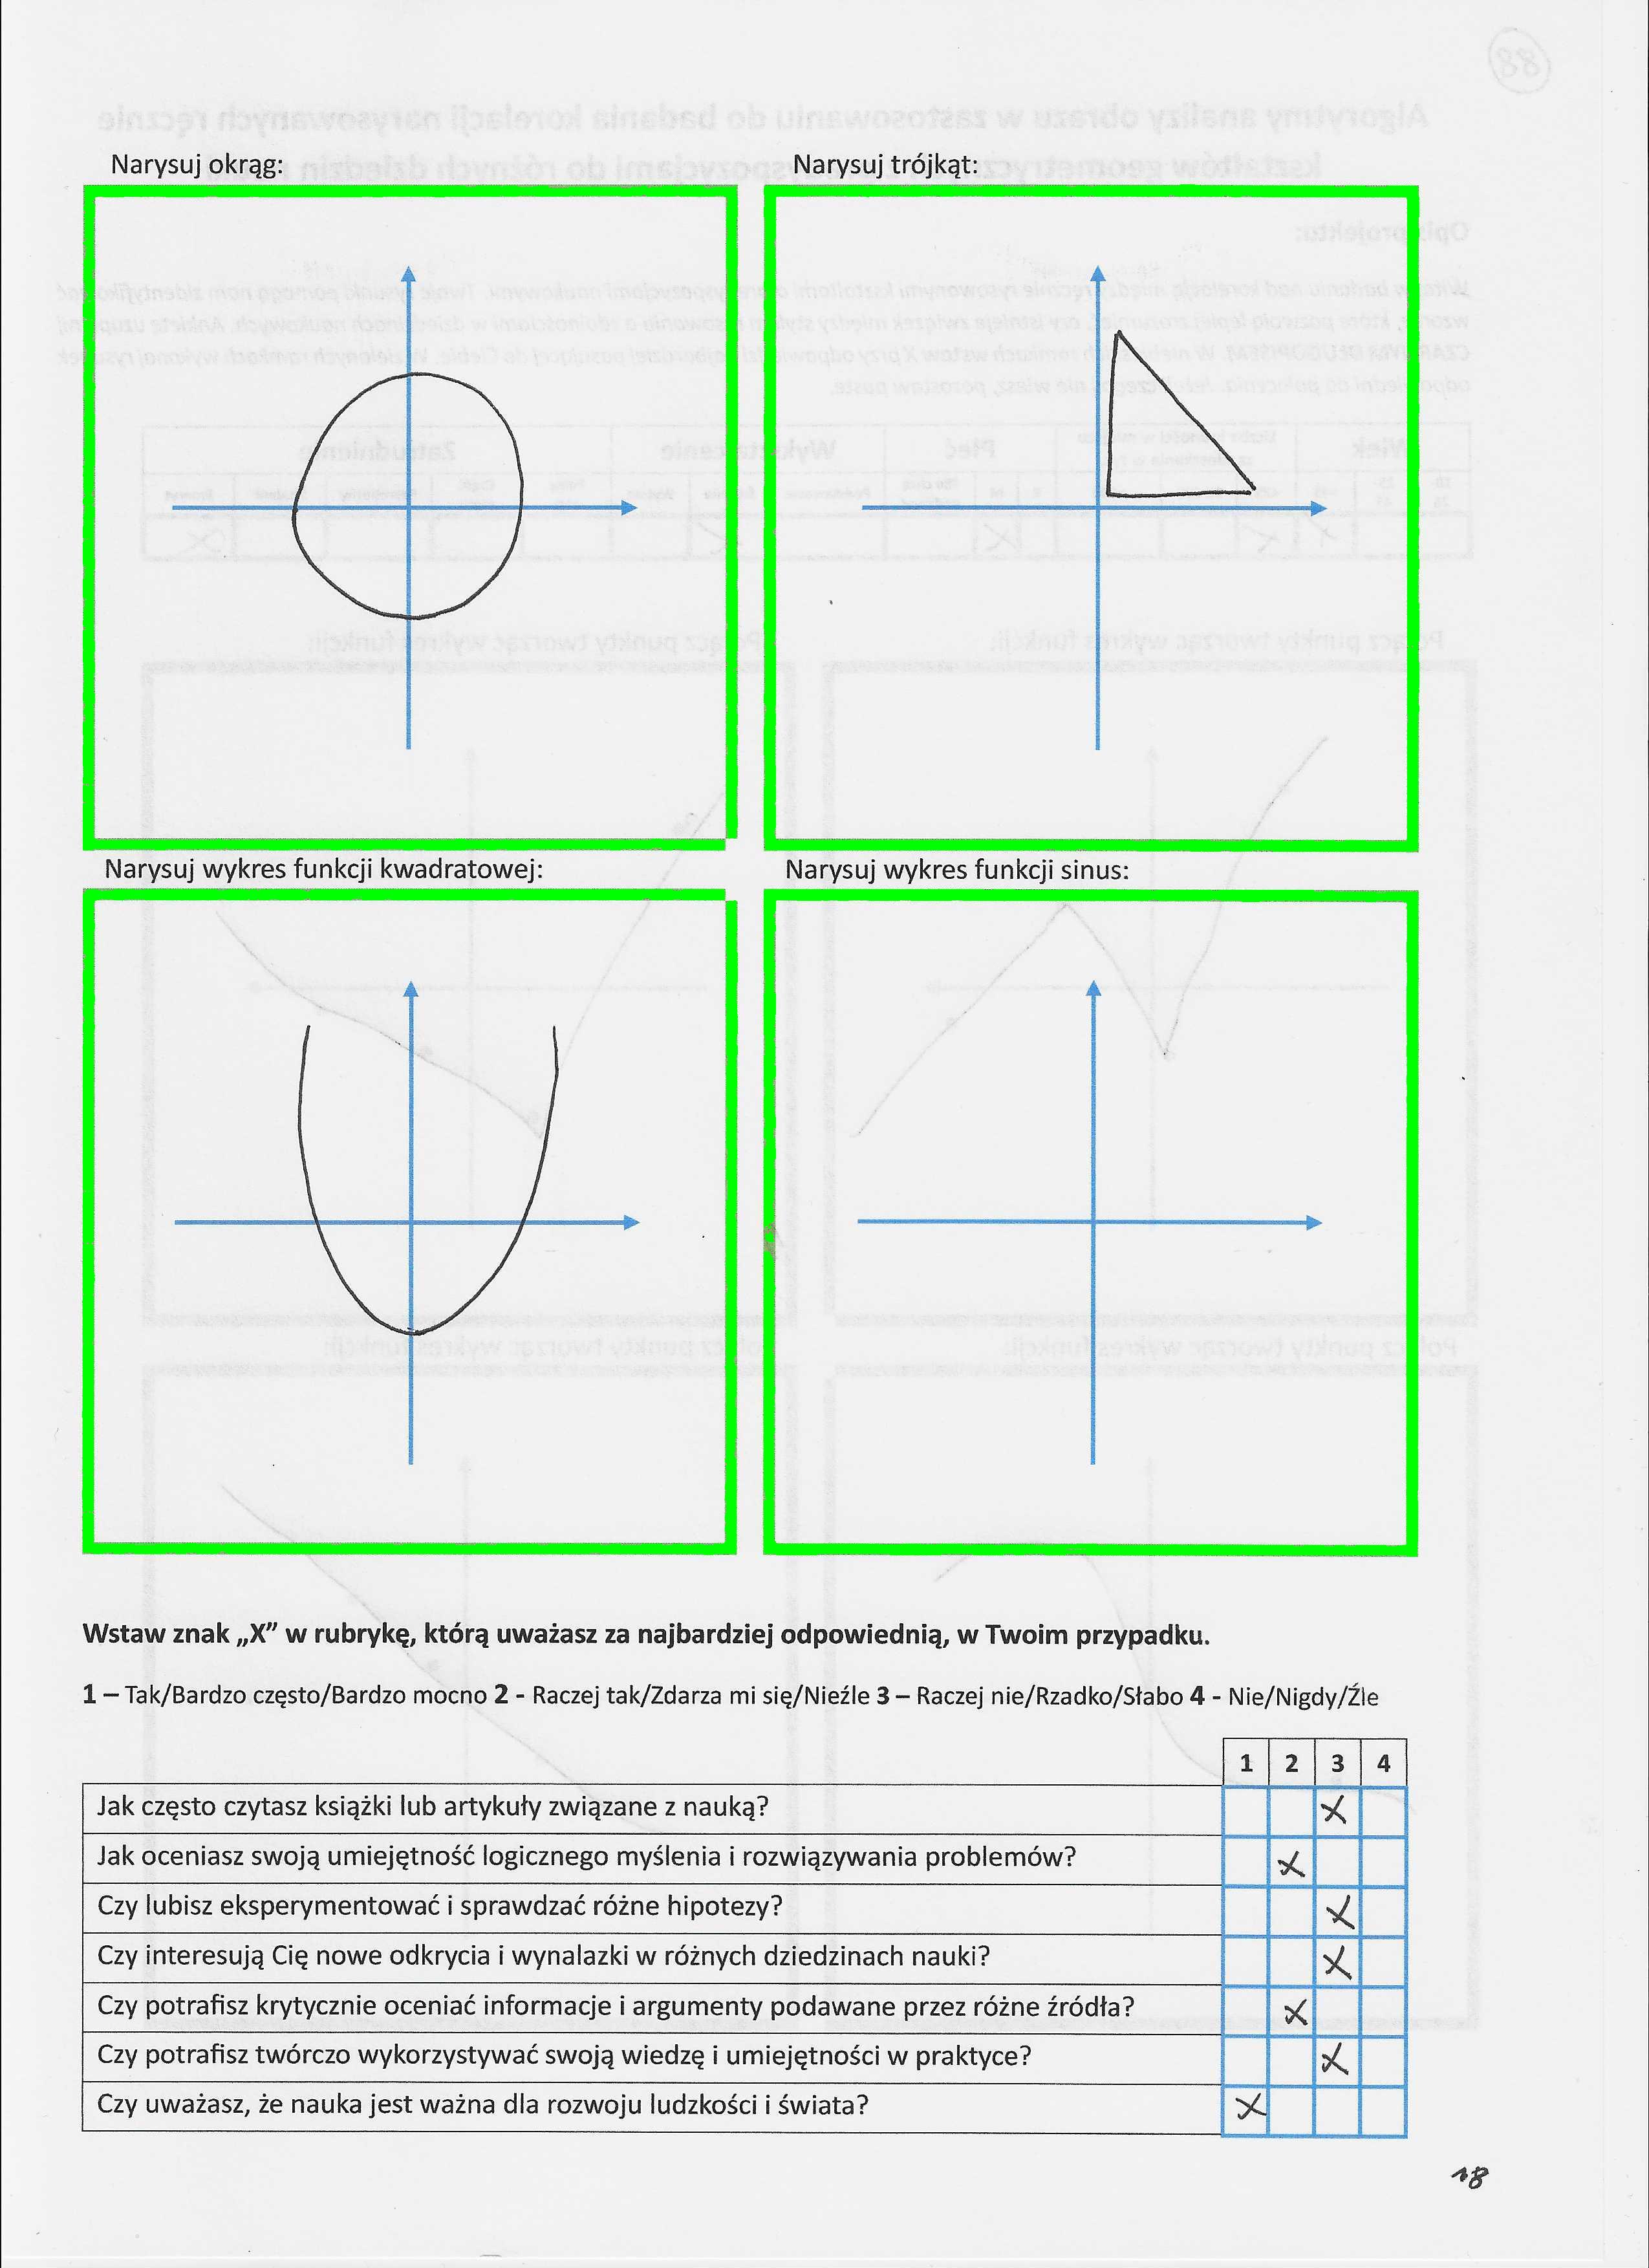 Narysuj okrąg:
Narysuj trójkąt:
Narysuj wykres funkcji kwadratowej:
Narysuj wykres funkcji sinus:
Wstaw znak „X” w rubrykę, którą uważasz za najbardziej odpowiednią, w Twoim przypadku.
1 – Tak/Bardzo często/Bardzo mocno 2 - Raczej tak/Zdarza mi się/Nieźle 3 – Raczej nie/Rzadko/Słabo 4 - Nie/Nigdy/Źle
1 2 3 4
Jak często czytasz książki lub artykuły związane z nauką? X
Jak oceniasz swoją umiejętność logicznego myślenia i rozwiązywania problemów? X
Czy lubisz eksperymentować i sprawdzać różne hipotezy? X
Czy interesują Cię nowe odkrycia i wynalazki w różnych dziedzinach nauki? X
Czy potrafisz krytycznie oceniać informacje i argumenty podawane przez różne źródła? X
Czy potrafisz twórczo wykorzystywać swoją wiedzę i umiejętności w praktyce? X
Czy uważasz, że nauka jest ważna dla rozwoju ludzkości i świata? X
18